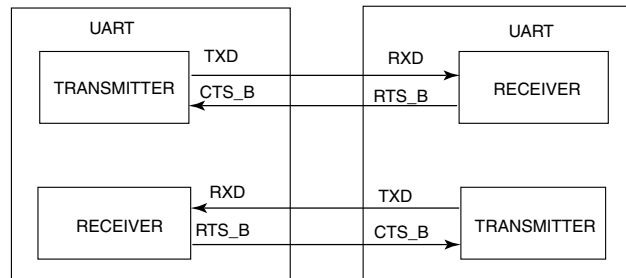 UART UART
TXD RXD
TRANSMITTER RECEIVER
CTS_B RTS_B
RXD TXD
RECEIVER TRANSMITTER
RTS_B CTS_B